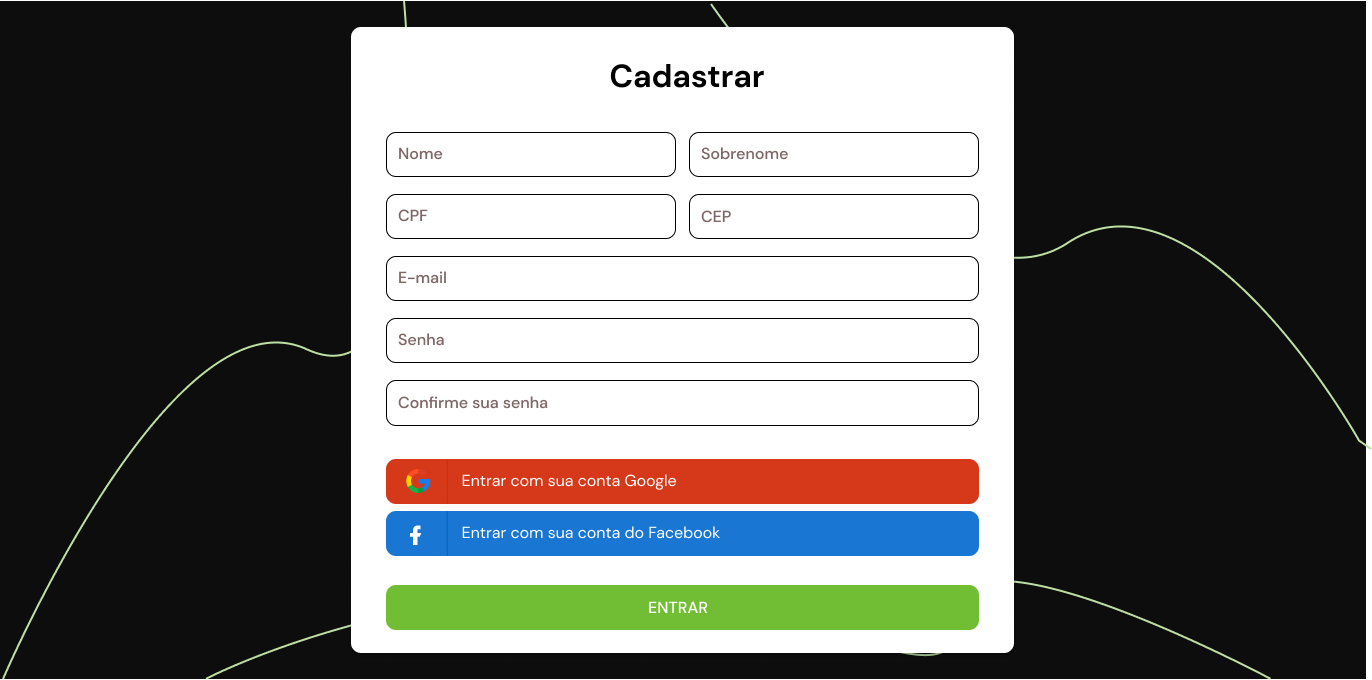 Cadastrar
Nome
Sobrenome
CPF
CEP
E-mail
Senha
Confirme sua senha
Entrar com sua conta Google
Entrar com sua conta do Facebook
ENTRAR